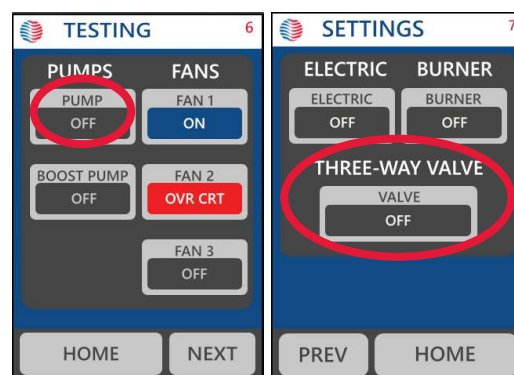 TESTING 6
PUMPS FANS
PUMP FAN 1
OFF ON
BOOST PUMP FAN 2
OFF OVR CRT
FAN 3
OFF
HOME NEXT
SETTINGS 7
ELECTRIC BURNER
ELECTRIC BURNER
OFF OFF
THREE-WAY VALVE
VALVE
OFF
PREV HOME